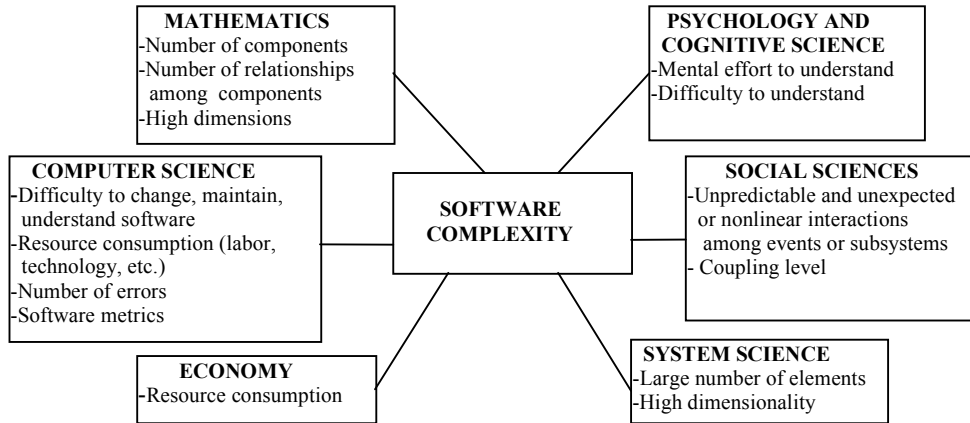 MATHEMATICS
-Number of components
-Number of relationships
among components
-High dimensions
PSYCHOLOGY AND
COGNITIVE SCIENCE
-Mental effort to understand
-Difficulty to understand
COMPUTER SCIENCE
-Difficulty to change, maintain,
understand software
-Resource consumption (labor,
technology, etc.)
-Number of errors
-Software metrics
SOFTWARE
COMPLEXITY
SOCIAL SCIENCES
-Unpredictable and unexpected
or nonlinear interactions
among events or subsystems
- Coupling level
ECONOMY
-Resource consumption
SYSTEM SCIENCE
-Large number of elements
-High dimensionality